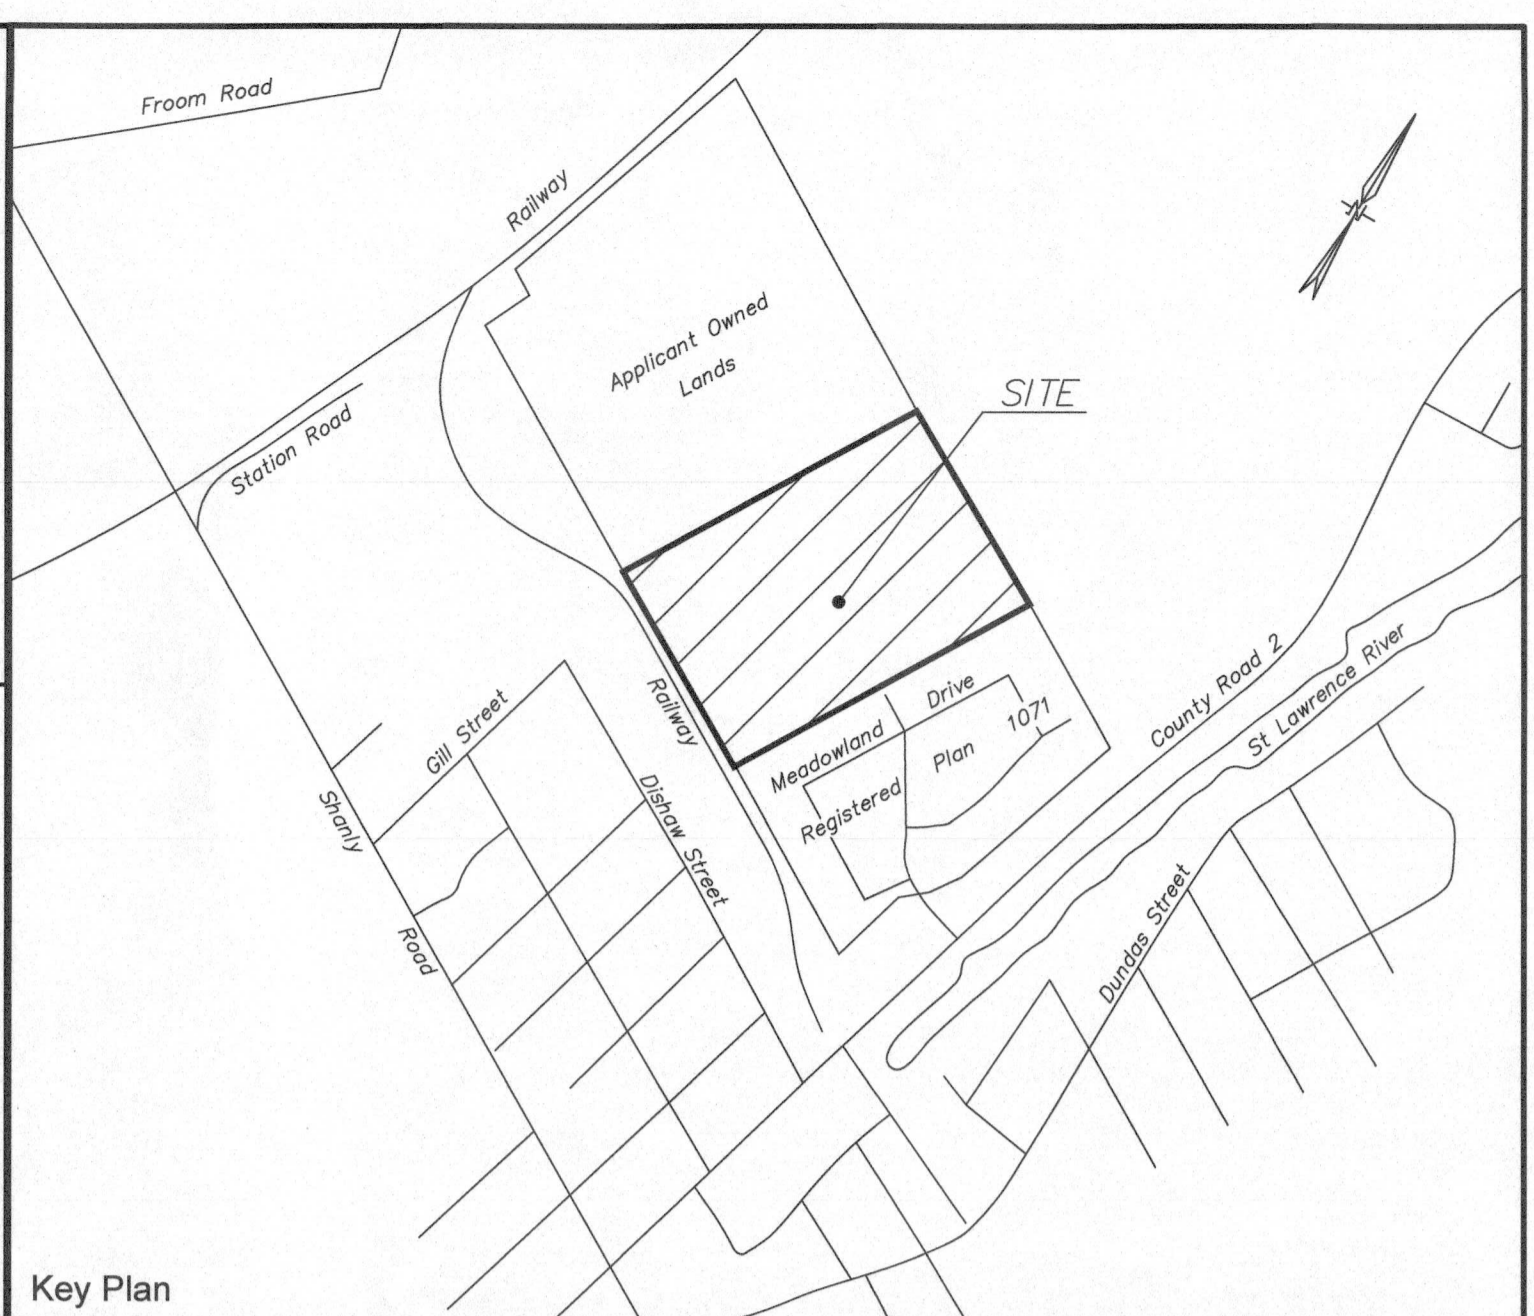 Froom Road
Railway
Applicant Owned
Lands
N
SITE
Station Road
County Road 2
St Lawrence River
Railway
Gill Street
Meadowland Drive
Registered Plan 1071
Dishaw Street
Shanly Road
Dundas Street
Key Plan